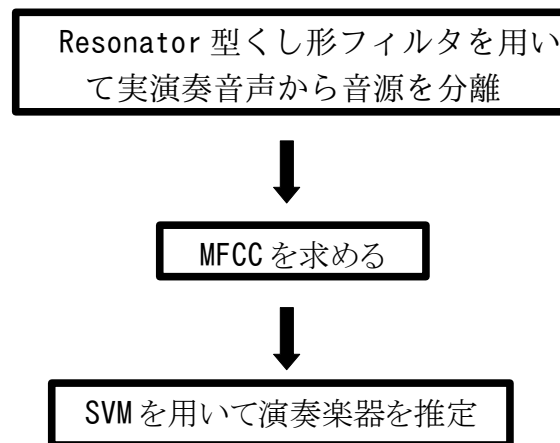 Resonator 型くし形フィルタを用い
て実演奏音声から音源を分離
MFCC を求める
SVM を用いて演奏楽器を推定